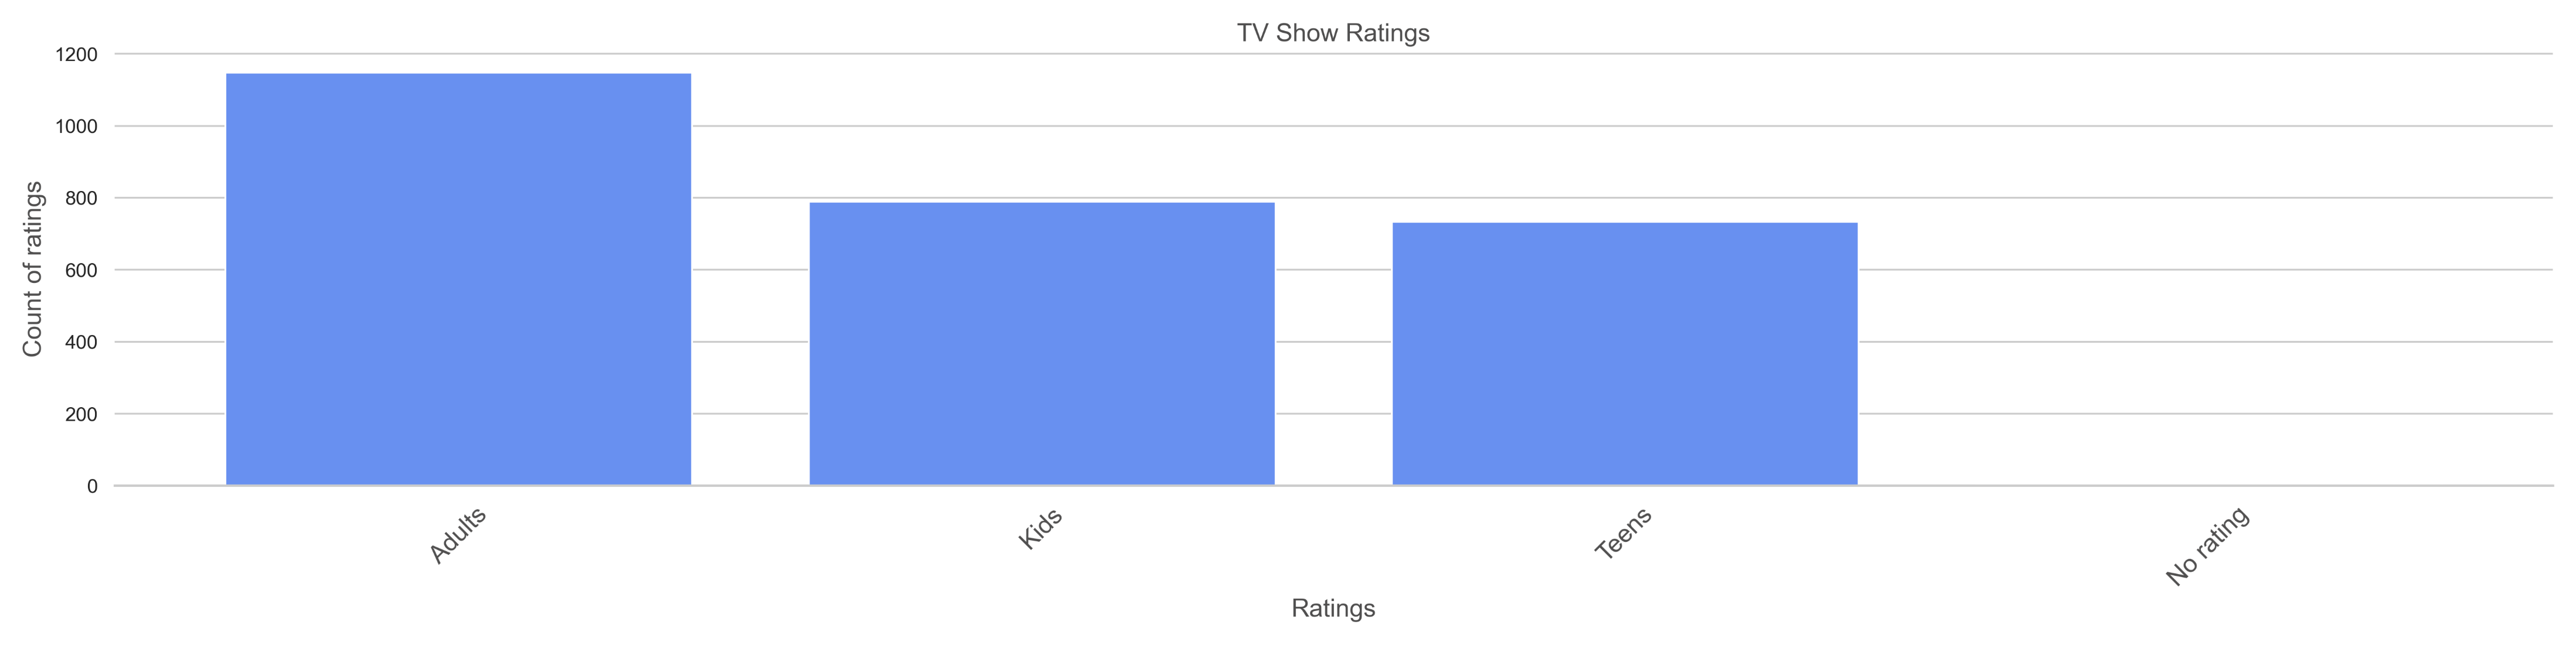 TV Show Ratings
1200
1000
800
600
400
200
0
Count of ratings
Adults
Kids
Teens
No rating
Ratings